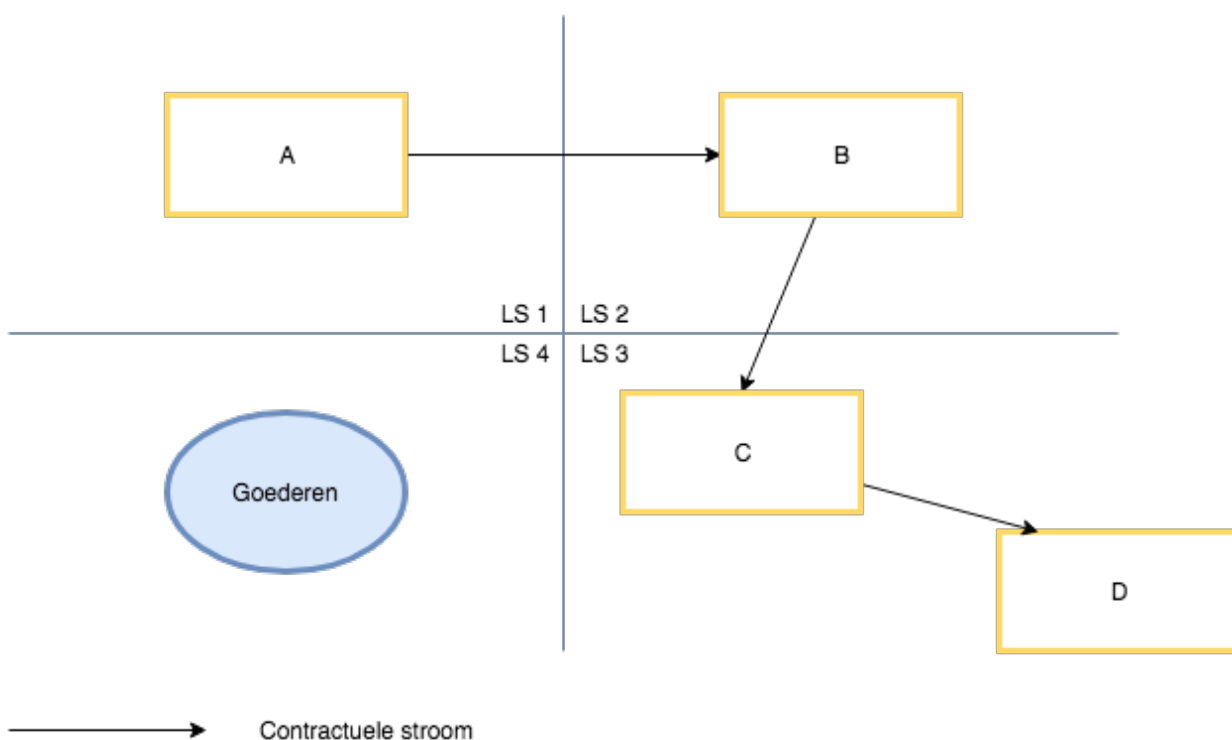 A
B
LS 1
LS 2
LS 4
LS 3
C
Goederen
D
Contractuele stroom